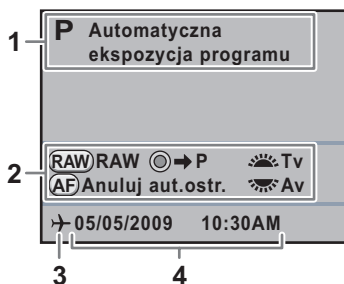 1
P Automatyczna
ekspozycja programu
2
RAW RAW ➔P Tv
AF Anuluj aut.ostr. Av
05/05/2009 10:30AM
3 4